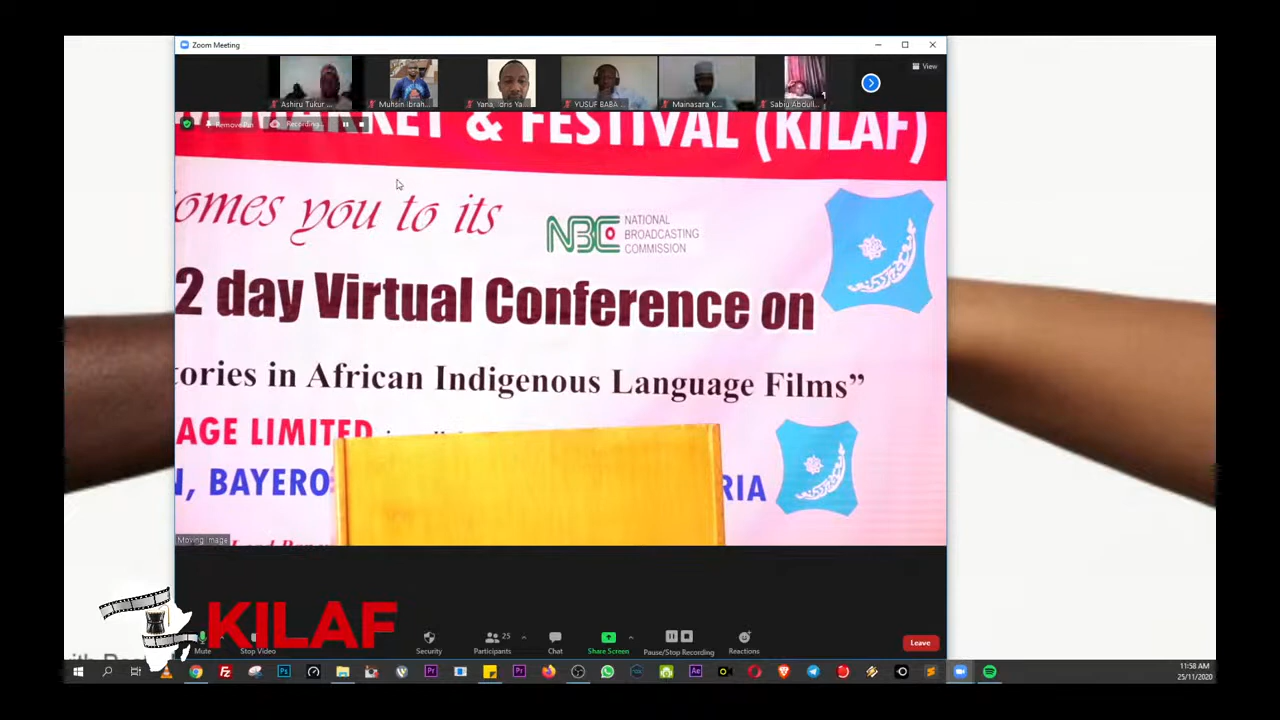 Zoom Meeting
View
Ashiru Tukur ...
Muhsin Ibrah...
Yana, Idris Ya...
YUSUF BABA ...
Mainasara K...
Sabiu Abdull...
Recording...
MARKET & FESTIVAL (KILAF)
omes you to its
NBC NATIONAL
BROADCASTING
COMMISSION
2 day Virtual Conference on
tories in African Indigenous Language Films”
AGE LIMITED
N, BAYERO
RIA
Moving Image
KILAF
Mute
Stop Video
Security
Participants 25
Chat
Share Screen
Pause/Stop Recording
Reactions
Leave
11:58 AM
25/11/2020